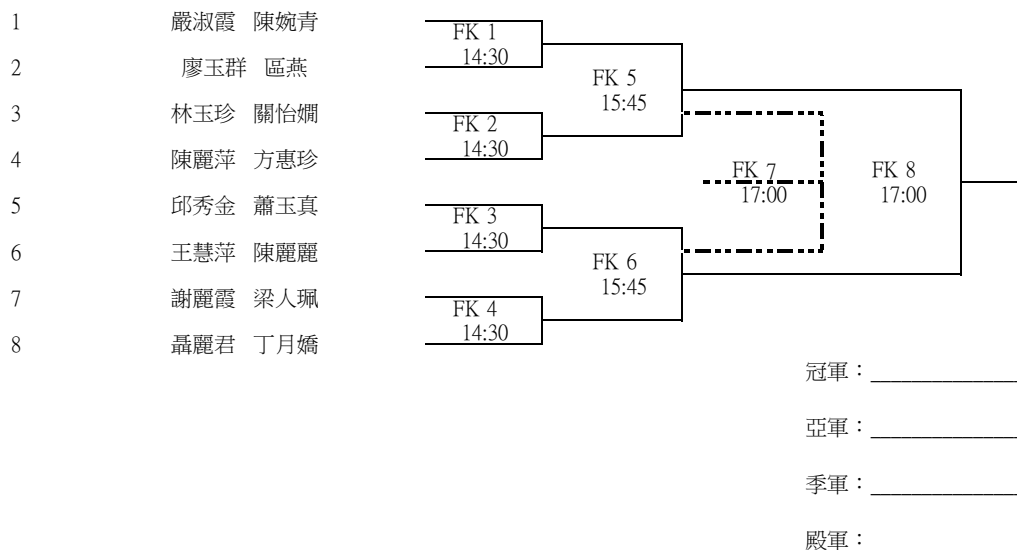 1 嚴淑霞 陳婉青
FK 1
14:30
2 廖玉群 區燕
FK 5
15:45
3 林玉珍 關怡嫺
FK 2
14:30
4 陳麗萍 方惠珍
FK 7
17:00
FK 8
17:00
5 邱秀金 蕭玉真
FK 3
14:30
6 王慧萍 陳麗麗
FK 6
15:45
7 謝麗霞 梁人珮
FK 4
14:30
8 聶麗君 丁月嬌
冠軍：
亞軍：
季軍：
殿軍：